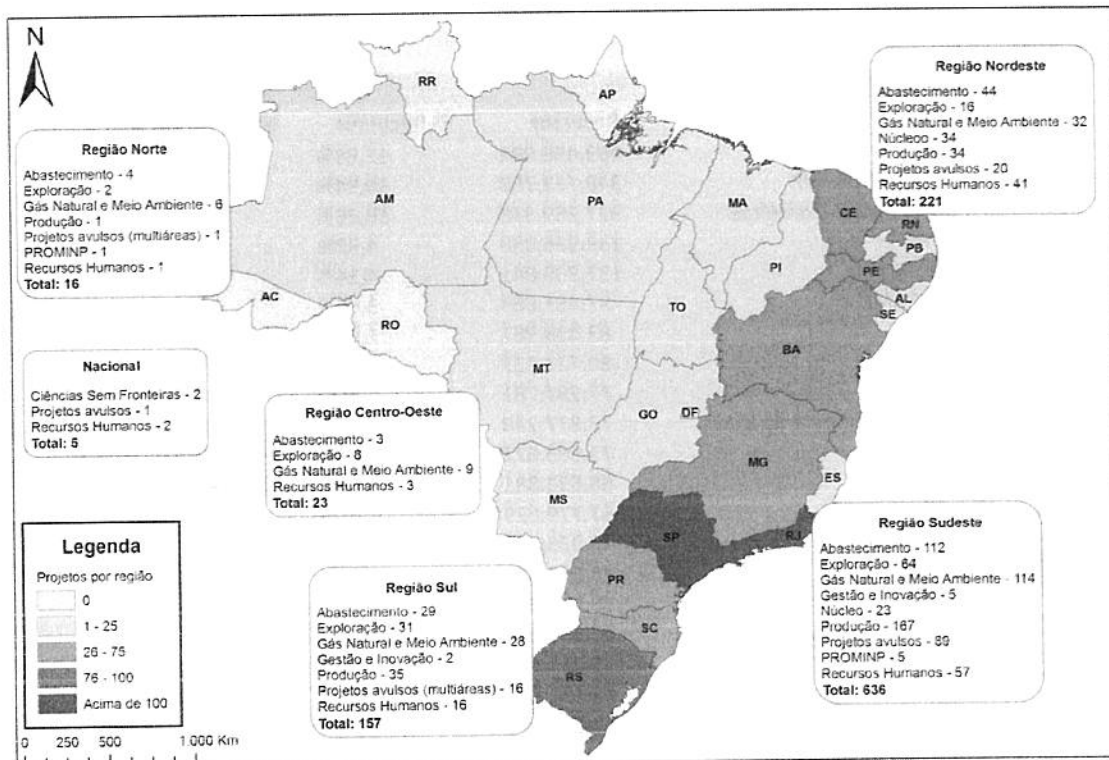 N
Região Norte
Abastecimento - 4
Exploração - 2
Gás Natural e Meio Ambiente - 6
Produção - 1
Projetos avulsos (multiáreas) - 1
PROMINP - 1
Recursos Humanos - 1
Total: 16
Nacional
Ciências Sem Fronteiras - 2
Projetos avulsos - 1
Recursos Humanos - 2
Total: 5
Região Nordeste
Abastecimento - 44
Exploração - 16
Gás Natural e Meio Ambiente - 32
Núcleo - 34
Produção - 34
Projetos avulsos - 20
Recursos Humanos - 41
Total: 221
Região Centro-Oeste
Abastecimento - 3
Exploração - 8
Gás Natural e Meio Ambiente - 9
Recursos Humanos - 3
Total: 23
Região Sul
Abastecimento - 29
Exploração - 31
Gás Natural e Meio Ambiente - 28
Gestão e Inovação - 2
Produção - 35
Projetos avulsos (multiáreas) - 16
Recursos Humanos - 16
Total: 157
Região Sudeste
Abastecimento - 112
Exploração - 64
Gás Natural e Meio Ambiente - 114
Gestão e Inovação - 5
Núcleo - 23
Produção - 167
Projetos avulsos - 89
PROMINP - 5
Recursos Humanos - 57
Total: 636
RR
AP
AM
PA
MA
CE
RN
PB
PI
PE
AL
SE
AC
RO
TO
BA
MT
GO
DF
MG
ES
MS
SP
RJ
PR
SC
RS
Legenda
Projetos por região
0
1 - 25
26 - 75
76 - 100
Acima de 100
0 250 500 1.000 Km